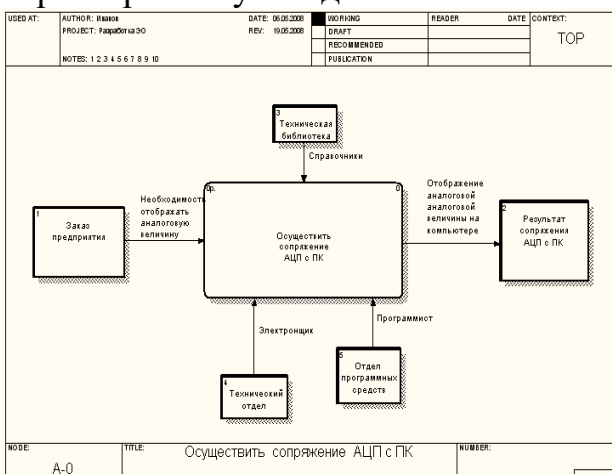 USED AT:
AUTHOR: Иванов
DATE: 06.05.2008
WORKING
READER
DATE
CONTEXT:
PROJECT: Разработка ЭО
REV: 19.05.2008
DRAFT
TOP
RECOMMENDED
NOTES: 1 2 3 4 5 6 7 8 9 10
PUBLICATION
3
Техническая
библиотека
Справочники
1
Заказ
предприятия
Необходимость
отображать
аналоговую
величину
0р.
0
Осуществить
сопряжение
АЦП с ПК
Отображение
аналоговой
аналоговой
величины на
компьютере
2
Результат
сопряжения
АЦП с ПК
Электронщик
Программист
4
Технический
отдел
5
Отдел
программных
средств
NODE:
A-0
TITLE:
Осуществить сопряжение АЦП с ПК
NUMBER: